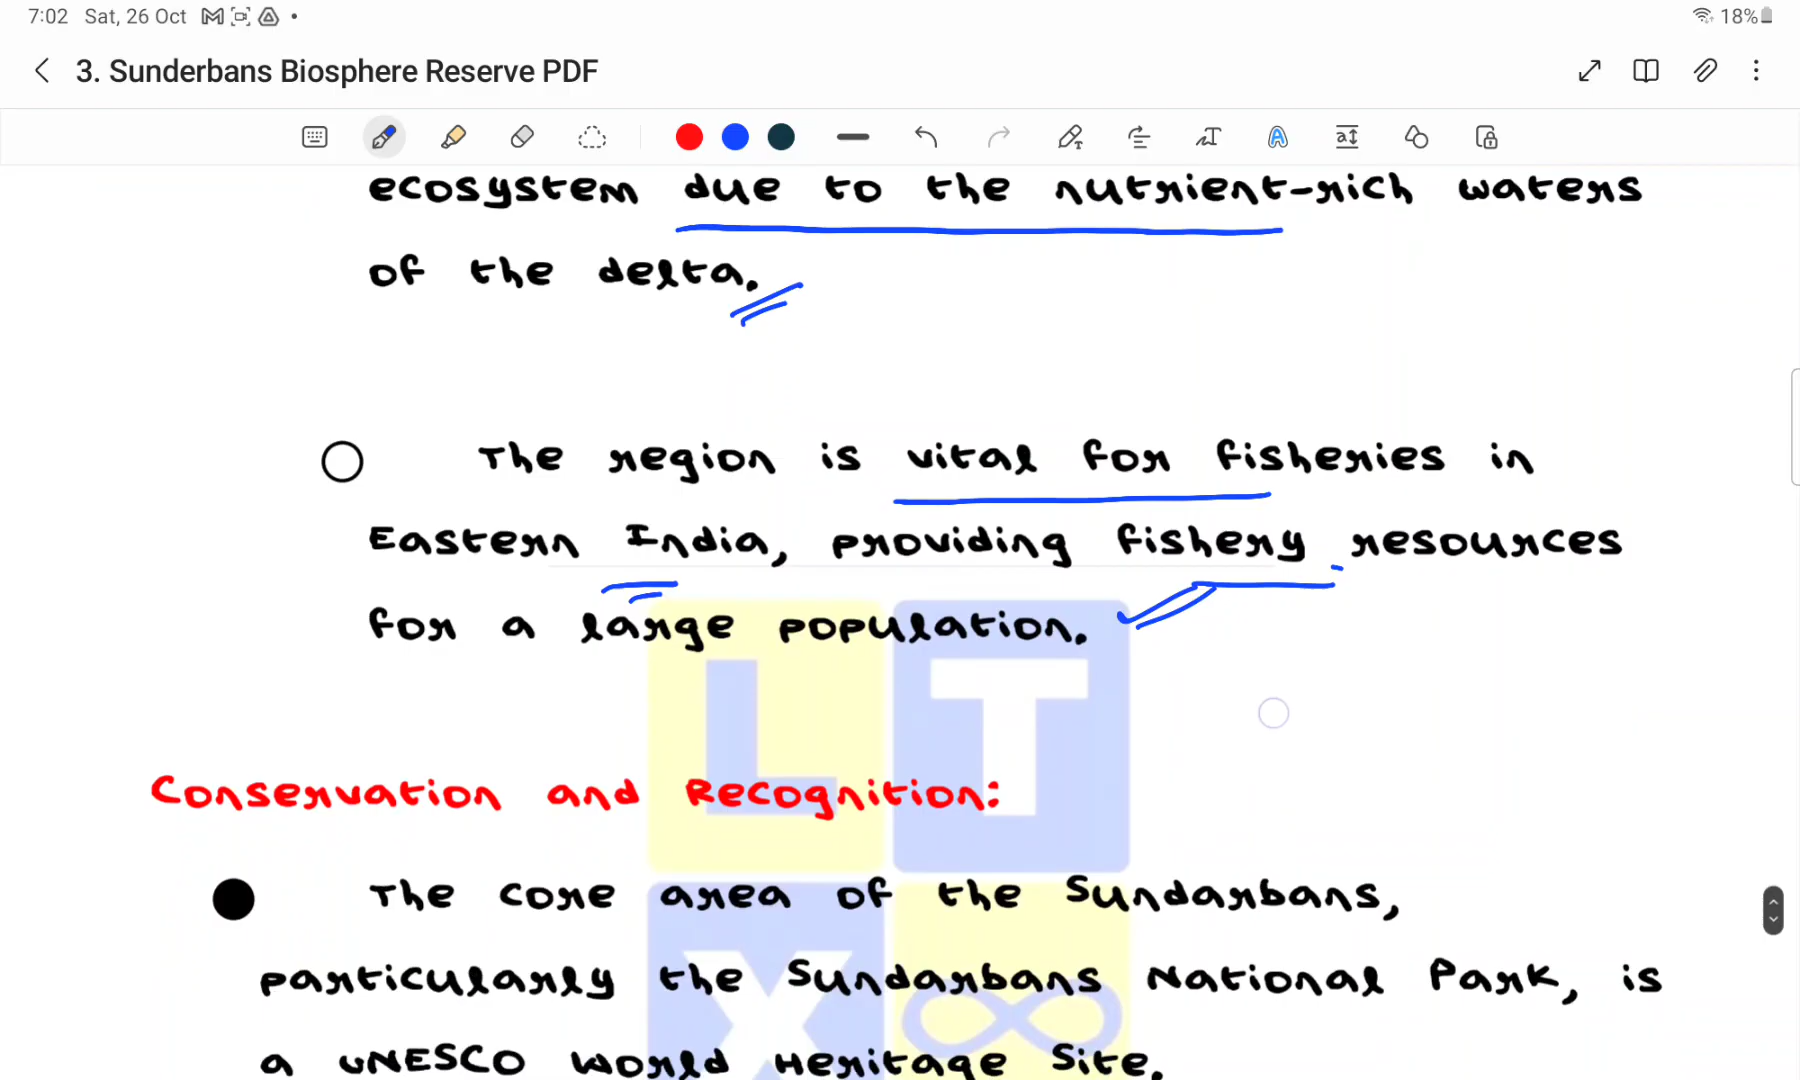 7:02 Sat, 26 Oct
18%
3. Sunderbans Biosphere Reserve PDF
ecosystem due to the nutrient-rich waters
of the delta.
The region is vital for fisheries in
Eastern India, providing fishery resources
for a large population.
L T
Conservation and Recognition:
The core area of the Sundarbans,
particularly the Sundarbans National Park, is
X ∞
a UNESCO World Heritage Site.